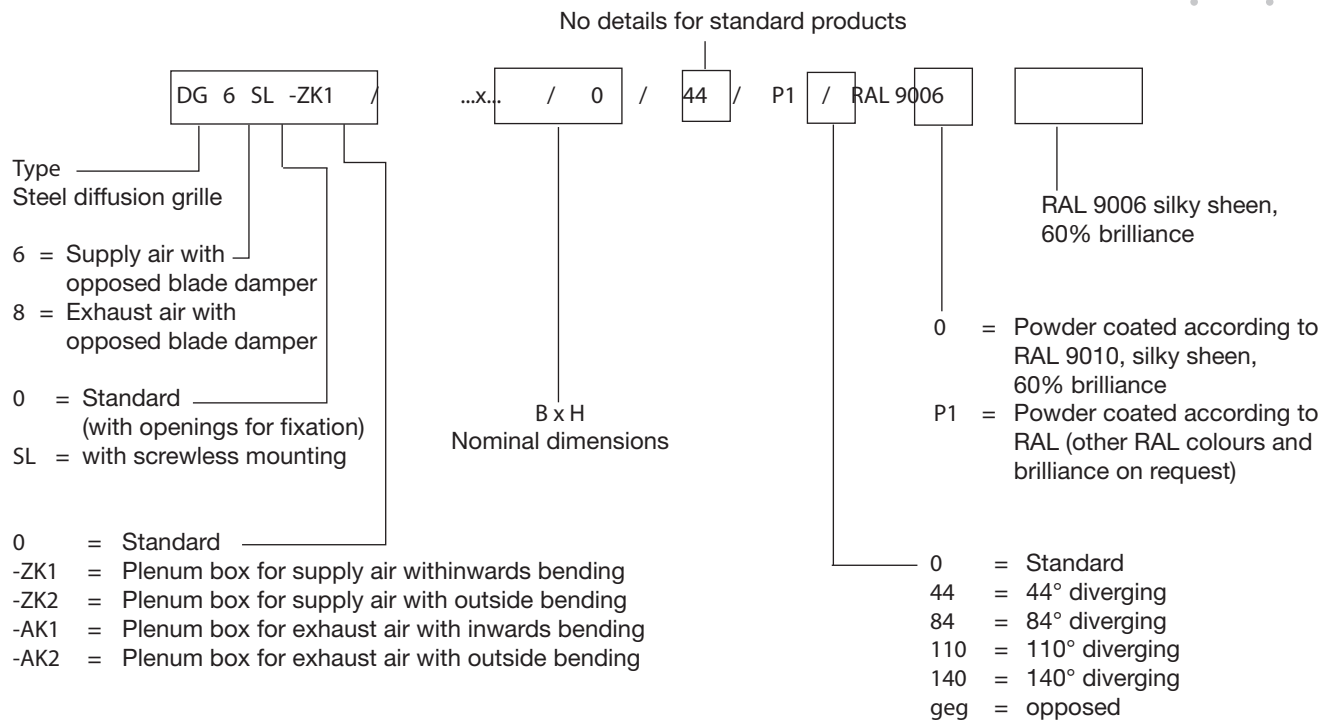 No details for standard products
DG 6 SL -ZK1 / ...x... / 0 / 44 / P1 / RAL 9006
Type
Steel diffusion grille
6 = Supply air with
opposed blade damper
8 = Exhaust air with
opposed blade damper
0 = Standard
(with openings for fixation)
SL = with screwless mounting
0 = Standard
-ZK1 = Plenum box for supply air withinwards bending
-ZK2 = Plenum box for supply air with outside bending
-AK1 = Plenum box for exhaust air with inwards bending
-AK2 = Plenum box for exhaust air with outside bending
B x H
Nominal dimensions
RAL 9006 silky sheen,
60% brilliance
0 = Powder coated according to
RAL 9010, silky sheen,
60% brilliance
P1 = Powder coated according to
RAL (other RAL colours and
brilliance on request)
0 = Standard
44 = 44° diverging
84 = 84° diverging
110 = 110° diverging
140 = 140° diverging
geg = opposed